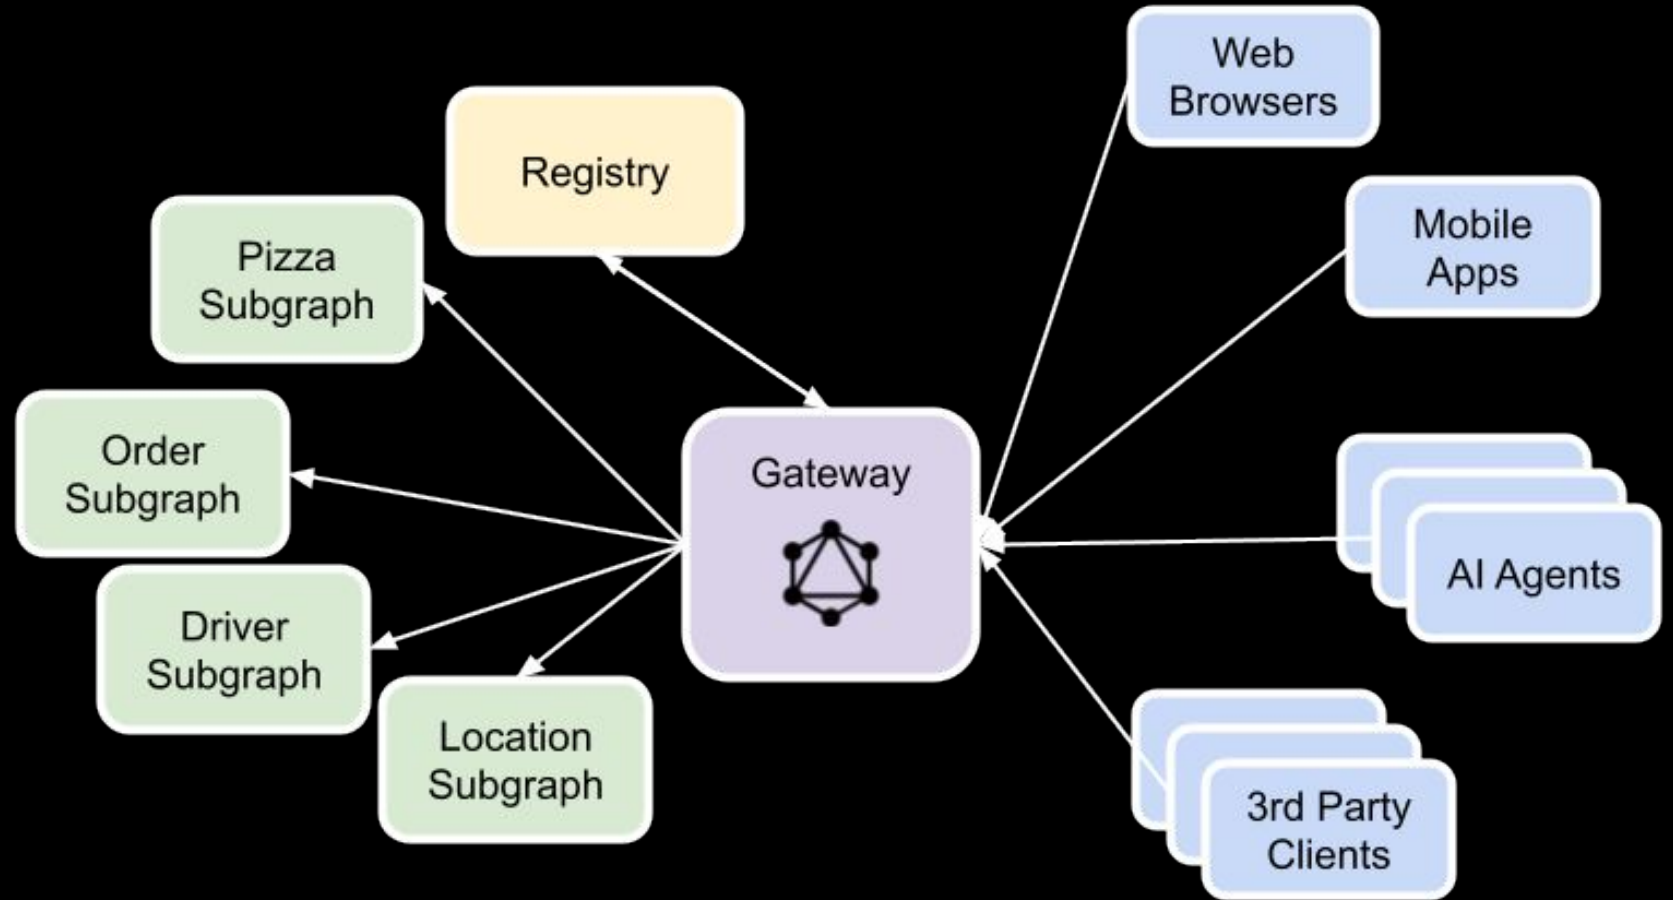 Web
Browsers
Registry
Mobile
Apps
Pizza
Subgraph
Order
Subgraph
Gateway
AI Agents
Driver
Subgraph
Location
Subgraph
3rd Party
Clients